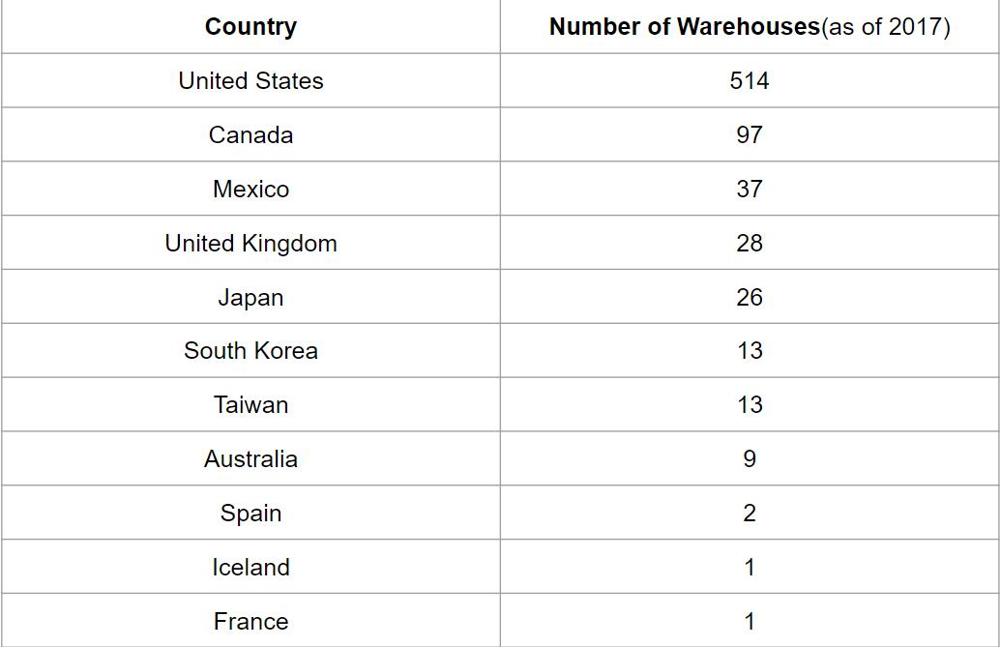 Country Number of Warehouses(as of 2017)
United States 514
Canada 97
Mexico 37
United Kingdom 28
Japan 26
South Korea 13
Taiwan 13
Australia 9
Spain 2
Iceland 1
France 1